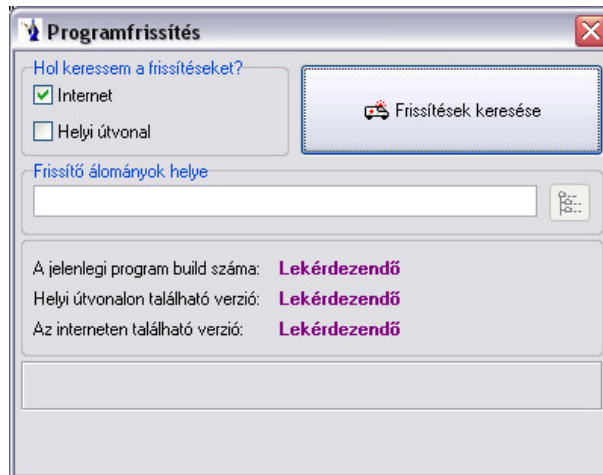 Programfrissítés
Hol keressem a frissítéseket?
Internet
Helyi útvonal
Frissítések keresése
Frissítő álományok helye
A jelenlegi program build száma: Lekérdezendő
Helyi útvonalon található verzió: Lekérdezendő
Az interneten található verzió: Lekérdezendő